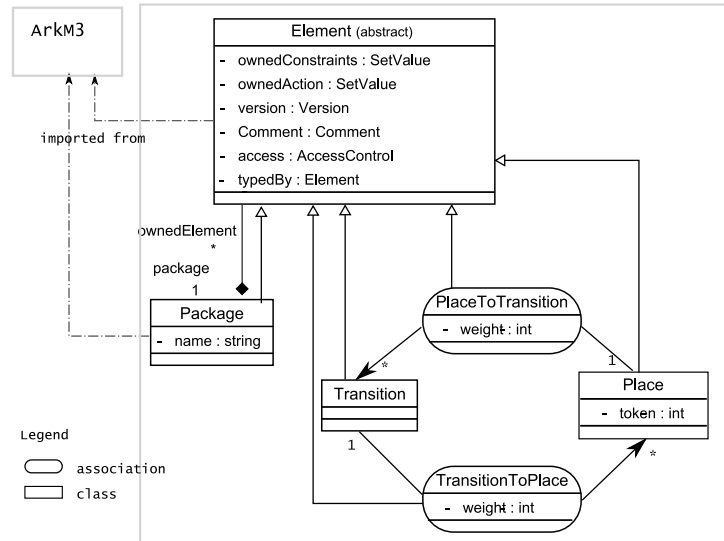 ArkM3
imported from
Element (abstract)
- ownedConstraints : SetValue
- ownedAction : SetValue
- version : Version
- Comment : Comment
- access : AccessControl
- typedBy : Element
ownedElement
*
package
1
Package
- name : string
PlaceToTransition
- weight : int
*
1
Transition
1
Place
- token : int
*
TransitionToPlace
- weight : int
Legend
association
class